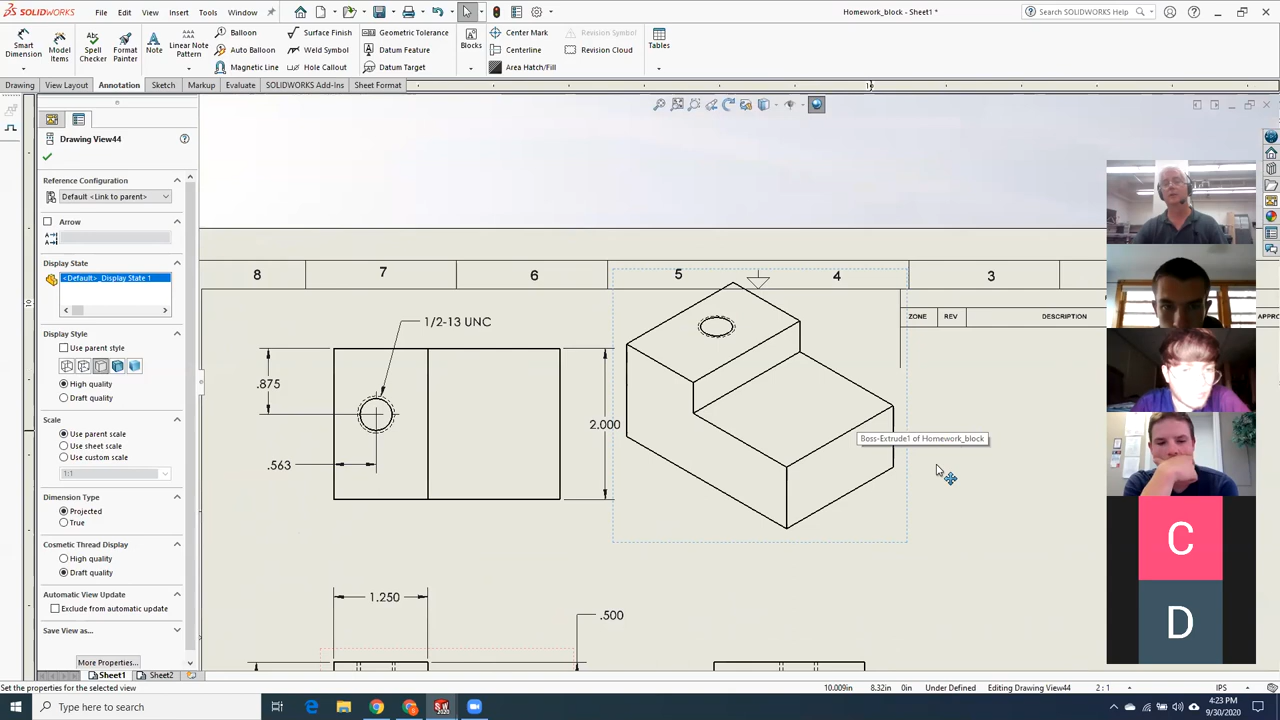 SOLIDWORKS File Edit View Insert Tools Window Homework_block - Sheet1 * Search SOLIDWORKS Help
Smart Dimension
Model Items
Spell Checker
Format Painter
Note
Linear Note Pattern
Balloon
Auto Balloon
Magnetic Line
Surface Finish
Weld Symbol
Hole Callout
Geometric Tolerance
Datum Feature
Datum Target
Blocks
Center Mark
Centerline
Area Hatch/Fill
Revision Symbol
Revision Cloud
Tables
Drawing View Layout Annotation Sketch Markup Evaluate SOLIDWORKS Add-Ins Sheet Format
Drawing View44
Reference Configuration
Default <Link to parent>
Arrow
Display State
<Default>_Display State 1
Display Style
Use parent style
High quality
Draft quality
Scale
Use parent scale
Use sheet scale
Use custom scale
1:1
Dimension Type
Projected
True
Cosmetic Thread Display
High quality
Draft quality
Automatic View Update
Exclude from automatic update
Save View as...
More Properties...
8 7 6 5 4 3
ZONE REV DESCRIPTION APPRO
1/2-13 UNC
.875
2.000
.563
Boss-Extrude1 of Homework_block
1.250
.500
C
D
Sheet1 Sheet2
Set the properties for the selected view 10.009in 8.32in 0in Under Defined Editing Drawing View44 2 : 1 IPS
Type here to search
SW
2020
4:23 PM
9/30/2020